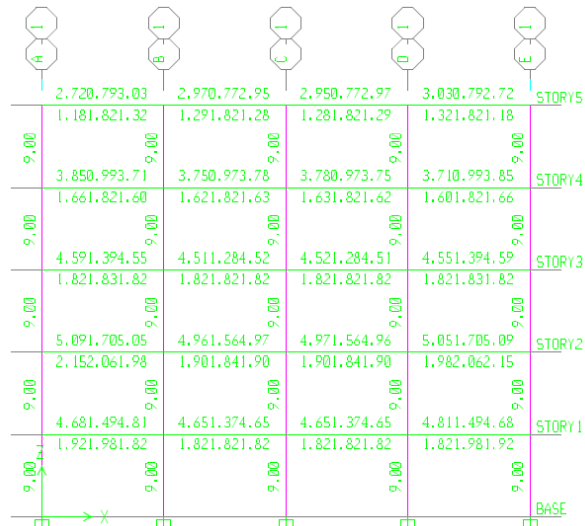 A 1 B 1 C 1 D 1 E 1
2.720.793.03 2.970.772.95 2.950.772.97 3.030.792.72 STORY5
1.181.821.32 1.291.821.28 1.281.821.29 1.321.821.18
9,00 9,00 9,00 9,00 9,00
3.850.993.71 3.750.973.78 3.780.973.75 3.710.993.85 STORY4
1.661.821.60 1.621.821.63 1.631.821.62 1.601.821.66
9,00 9,00 9,00 9,00 9,00
4.591.394.55 4.511.284.52 4.521.284.51 4.551.394.59 STORY3
1.821.831.82 1.821.821.82 1.821.821.82 1.821.831.82
9,00 9,00 9,00 9,00 9,00
5.091.705.05 4.961.564.97 4.971.564.96 5.051.705.09 STORY2
2.152.061.98 1.901.841.90 1.901.841.90 1.982.062.15
9,00 9,00 9,00 9,00 9,00
4.681.494.81 4.651.374.65 4.651.374.65 4.811.494.68 STORY1
1.921.981.82 1.821.821.82 1.821.821.82 1.821.981.92
Z
9,00 9,00 9,00 9,00 9,00
X BASE